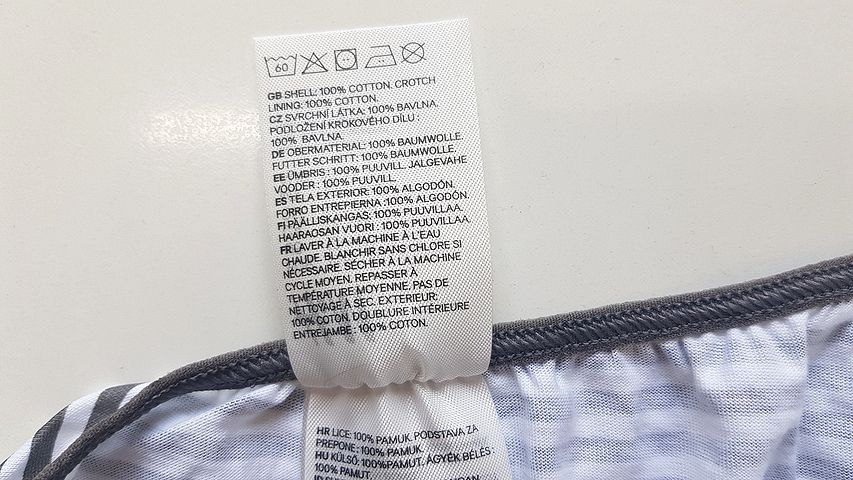 60
GB SHELL: 100% COTTON. CROTCH
LINING: 100% COTTON.
CZ SVRCHNÍ LÁTKA: 100% BAVLNA.
PODLOŽENÍ KROKOVÉHO DÍLU :
100% BAVLNA.
DE OBERMATERIAL: 100% BAUMWOLLE.
FUTTER SCHRITT: 100% BAUMWOLLE.
EE ÜMBRIS : 100% PUUVILL. JALGEVAHE
VOODER : 100% PUUVILL.
ES TELA EXTERIOR: 100% ALGODÓN.
FORRO ENTREPIERNA :100% ALGODÓN.
FI PÄÄLLISKANGAS: 100% PUUVILLAA.
HAARAOSAN VUORI : 100% PUUVILLAA.
FR LAVER À LA MACHINE À L'EAU
CHAUDE. BLANCHIR SANS CHLORE SI
NÉCESSAIRE. SÉCHER À LA MACHINE
CYCLE MOYEN. REPASSER À
TEMPÉRATURE MOYENNE. PAS DE
NETTOYAGE À SEC. EXTERIEUR:
100% COTON. DOUBLURE INTÉRIEURE
ENTREJAMBE : 100% COTON.
HR LICE: 100% PAMUK. PODSTAVA ZA
PREPONE : 100% PAMUK.
HU KÜLSŐ: 100%PAMUT. ÁGYÉK BÉLÉS :
100% PAMUT.